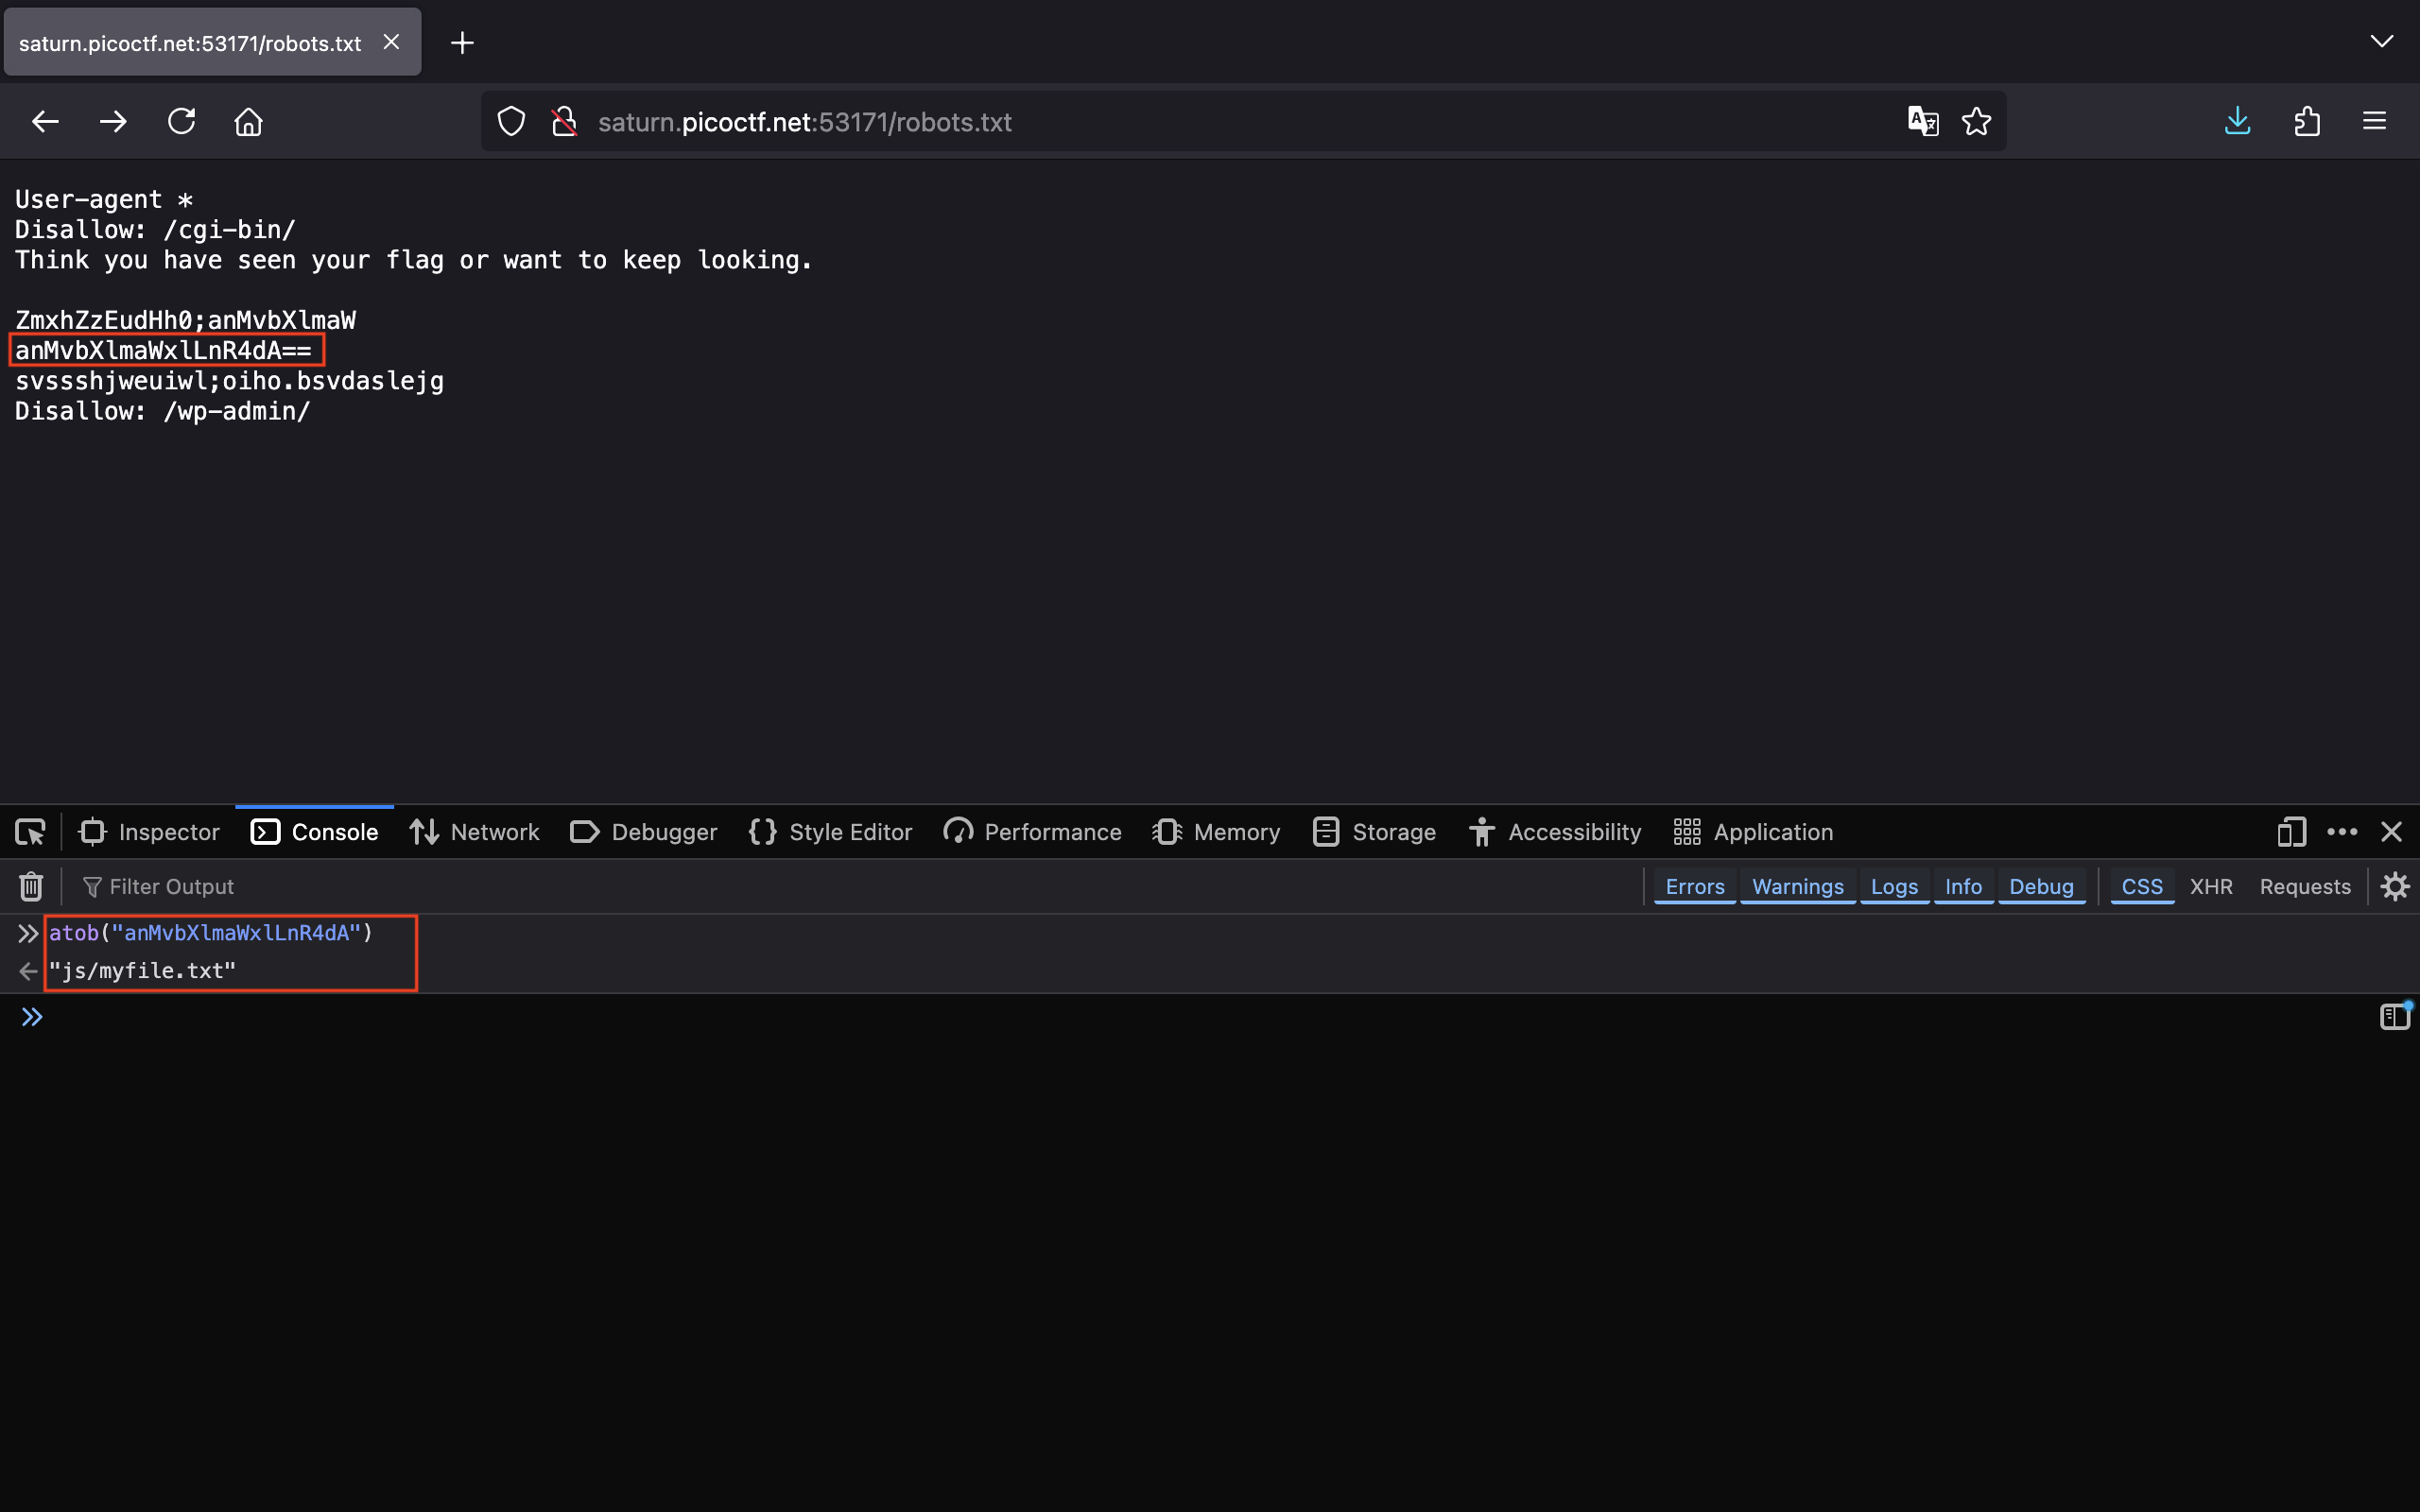 saturn.picoctf.net:53171/robots.txt
saturn.picoctf.net:53171/robots.txt
User-agent *
Disallow: /cgi-bin/
Think you have seen your flag or want to keep looking.
ZmxhZzEudHh0;anMvbXlmaW
anMvbXlmaWxlLnR4dA==
svssshjweuiwl;oiho.bsvdaslejg
Disallow: /wp-admin/
Inspector Console Network Debugger Style Editor Performance Memory Storage Accessibility Application
Filter Output Errors Warnings Logs Info Debug CSS XHR Requests
atob("anMvbXlmaWxlLnR4dA")
"js/myfile.txt"